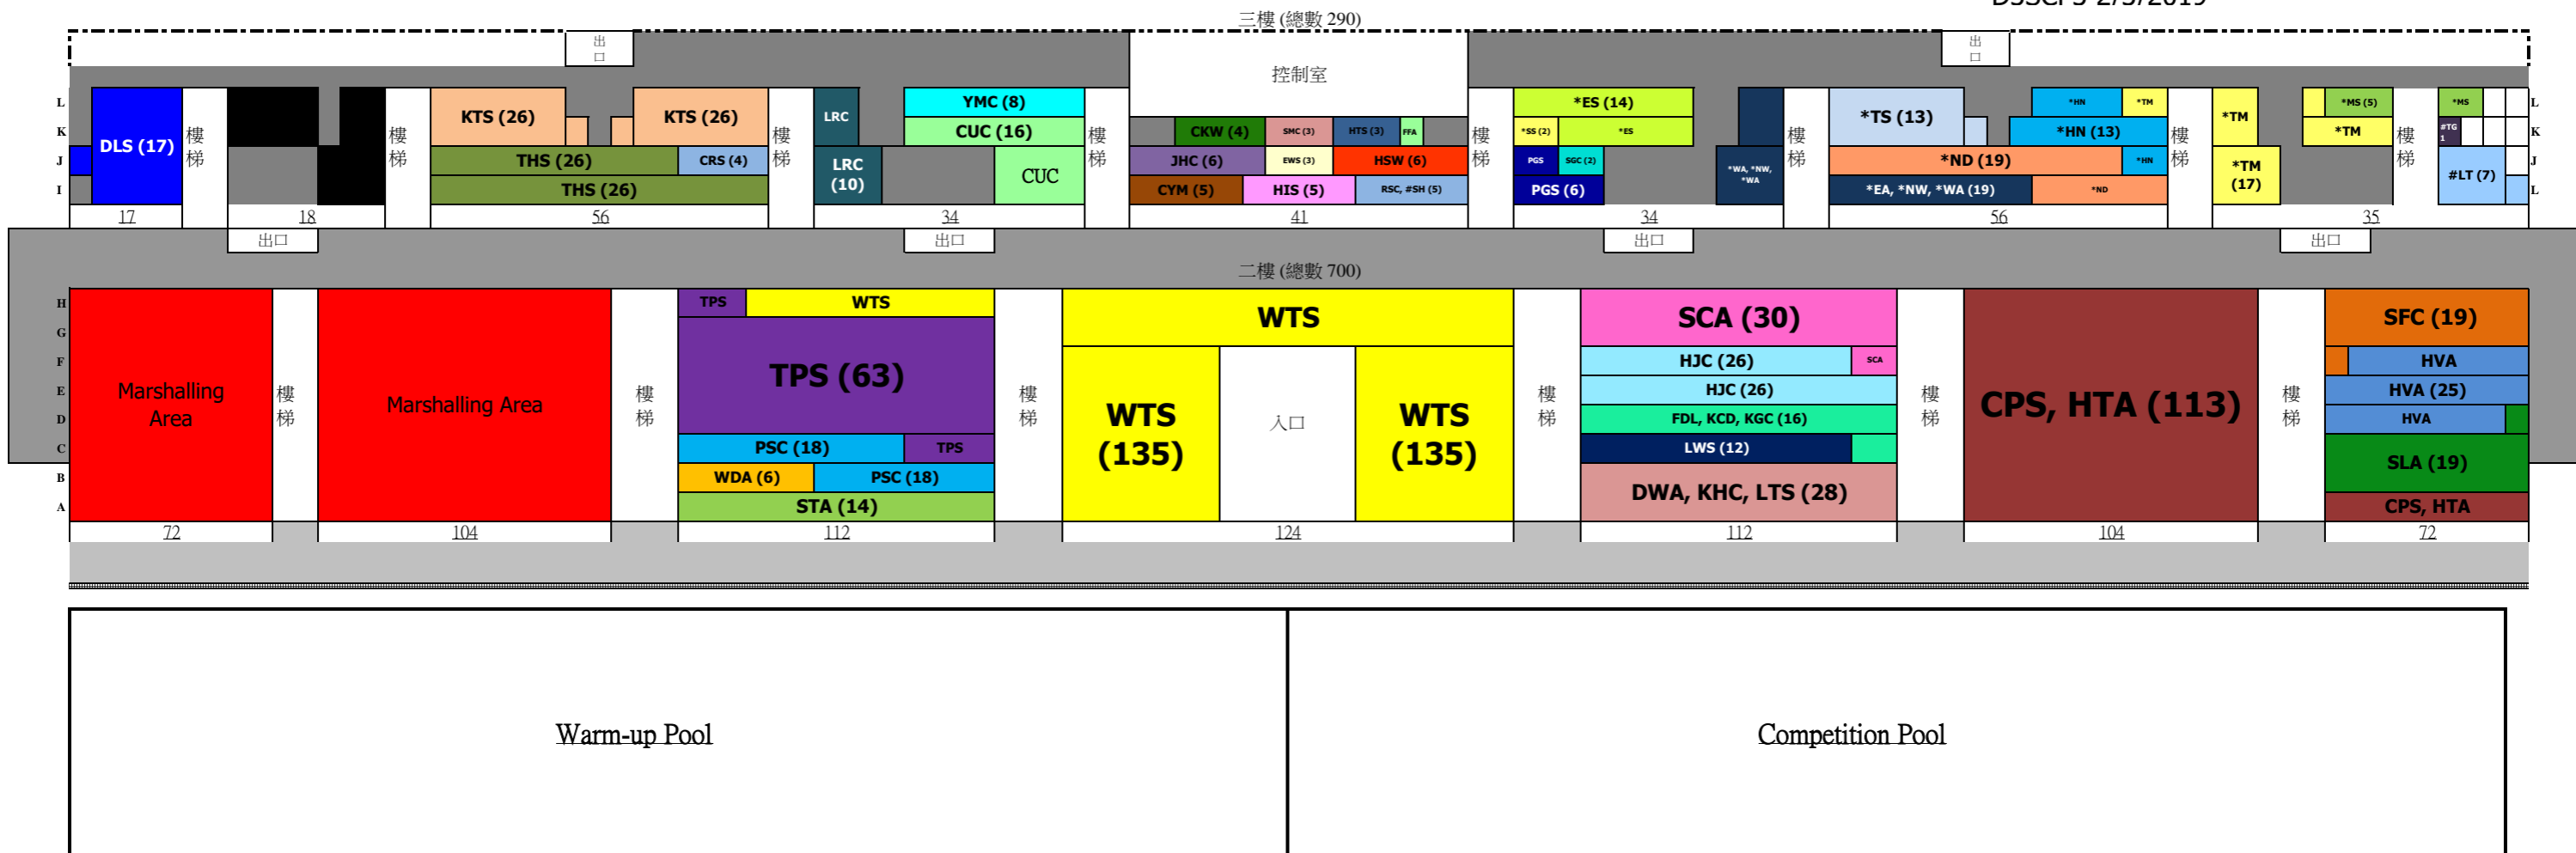 DSSCPS 2/3/2019
三樓 (總數 290)
出口
控制室
出口
L
YMC (8)
*ES (14)
*HN
*TM
*MS (5)
*MS
L
KTS (26)
KTS (26)
LRC
*TS (13)
*TM
K
CUC (16)
CKW (4)
SMC (3)
HTS (3)
FFA
*SS (2)
*ES
*HN (13)
*TM
#TG 1
K
DLS (17)
樓梯
樓梯
樓梯
樓梯
樓梯
樓梯
樓梯
樓梯
J
THS (26)
CRS (4)
LRC (10)
CUC
JHC (6)
EWS (3)
HSW (6)
PGS
SGC (2)
*WA, *NW, *WA
*ND (19)
*HN
*TM (17)
#LT (7)
J
I
THS (26)
CYM (5)
HIS (5)
RSC, #SH (5)
PGS (6)
*EA, *NW, *WA (19)
*ND
L
17
18
56
34
41
34
56
35
出口
出口
出口
出口
二樓 (總數 700)
H
TPS
WTS
WTS
SCA (30)
SFC (19)
G
F
TPS (63)
HJC (26)
SCA
HVA
E
Marshalling Area
樓梯
Marshalling Area
樓梯
樓梯
HJC (26)
樓梯
樓梯
CPS, HTA (113)
樓梯
HVA (25)
D
WTS (135)
入口
WTS (135)
FDL, KCD, KGC (16)
HVA
C
PSC (18)
TPS
LWS (12)
SLA (19)
B
WDA (6)
PSC (18)
DWA, KHC, LTS (28)
A
STA (14)
CPS, HTA
72
104
112
124
112
104
72
Warm-up Pool
Competition Pool